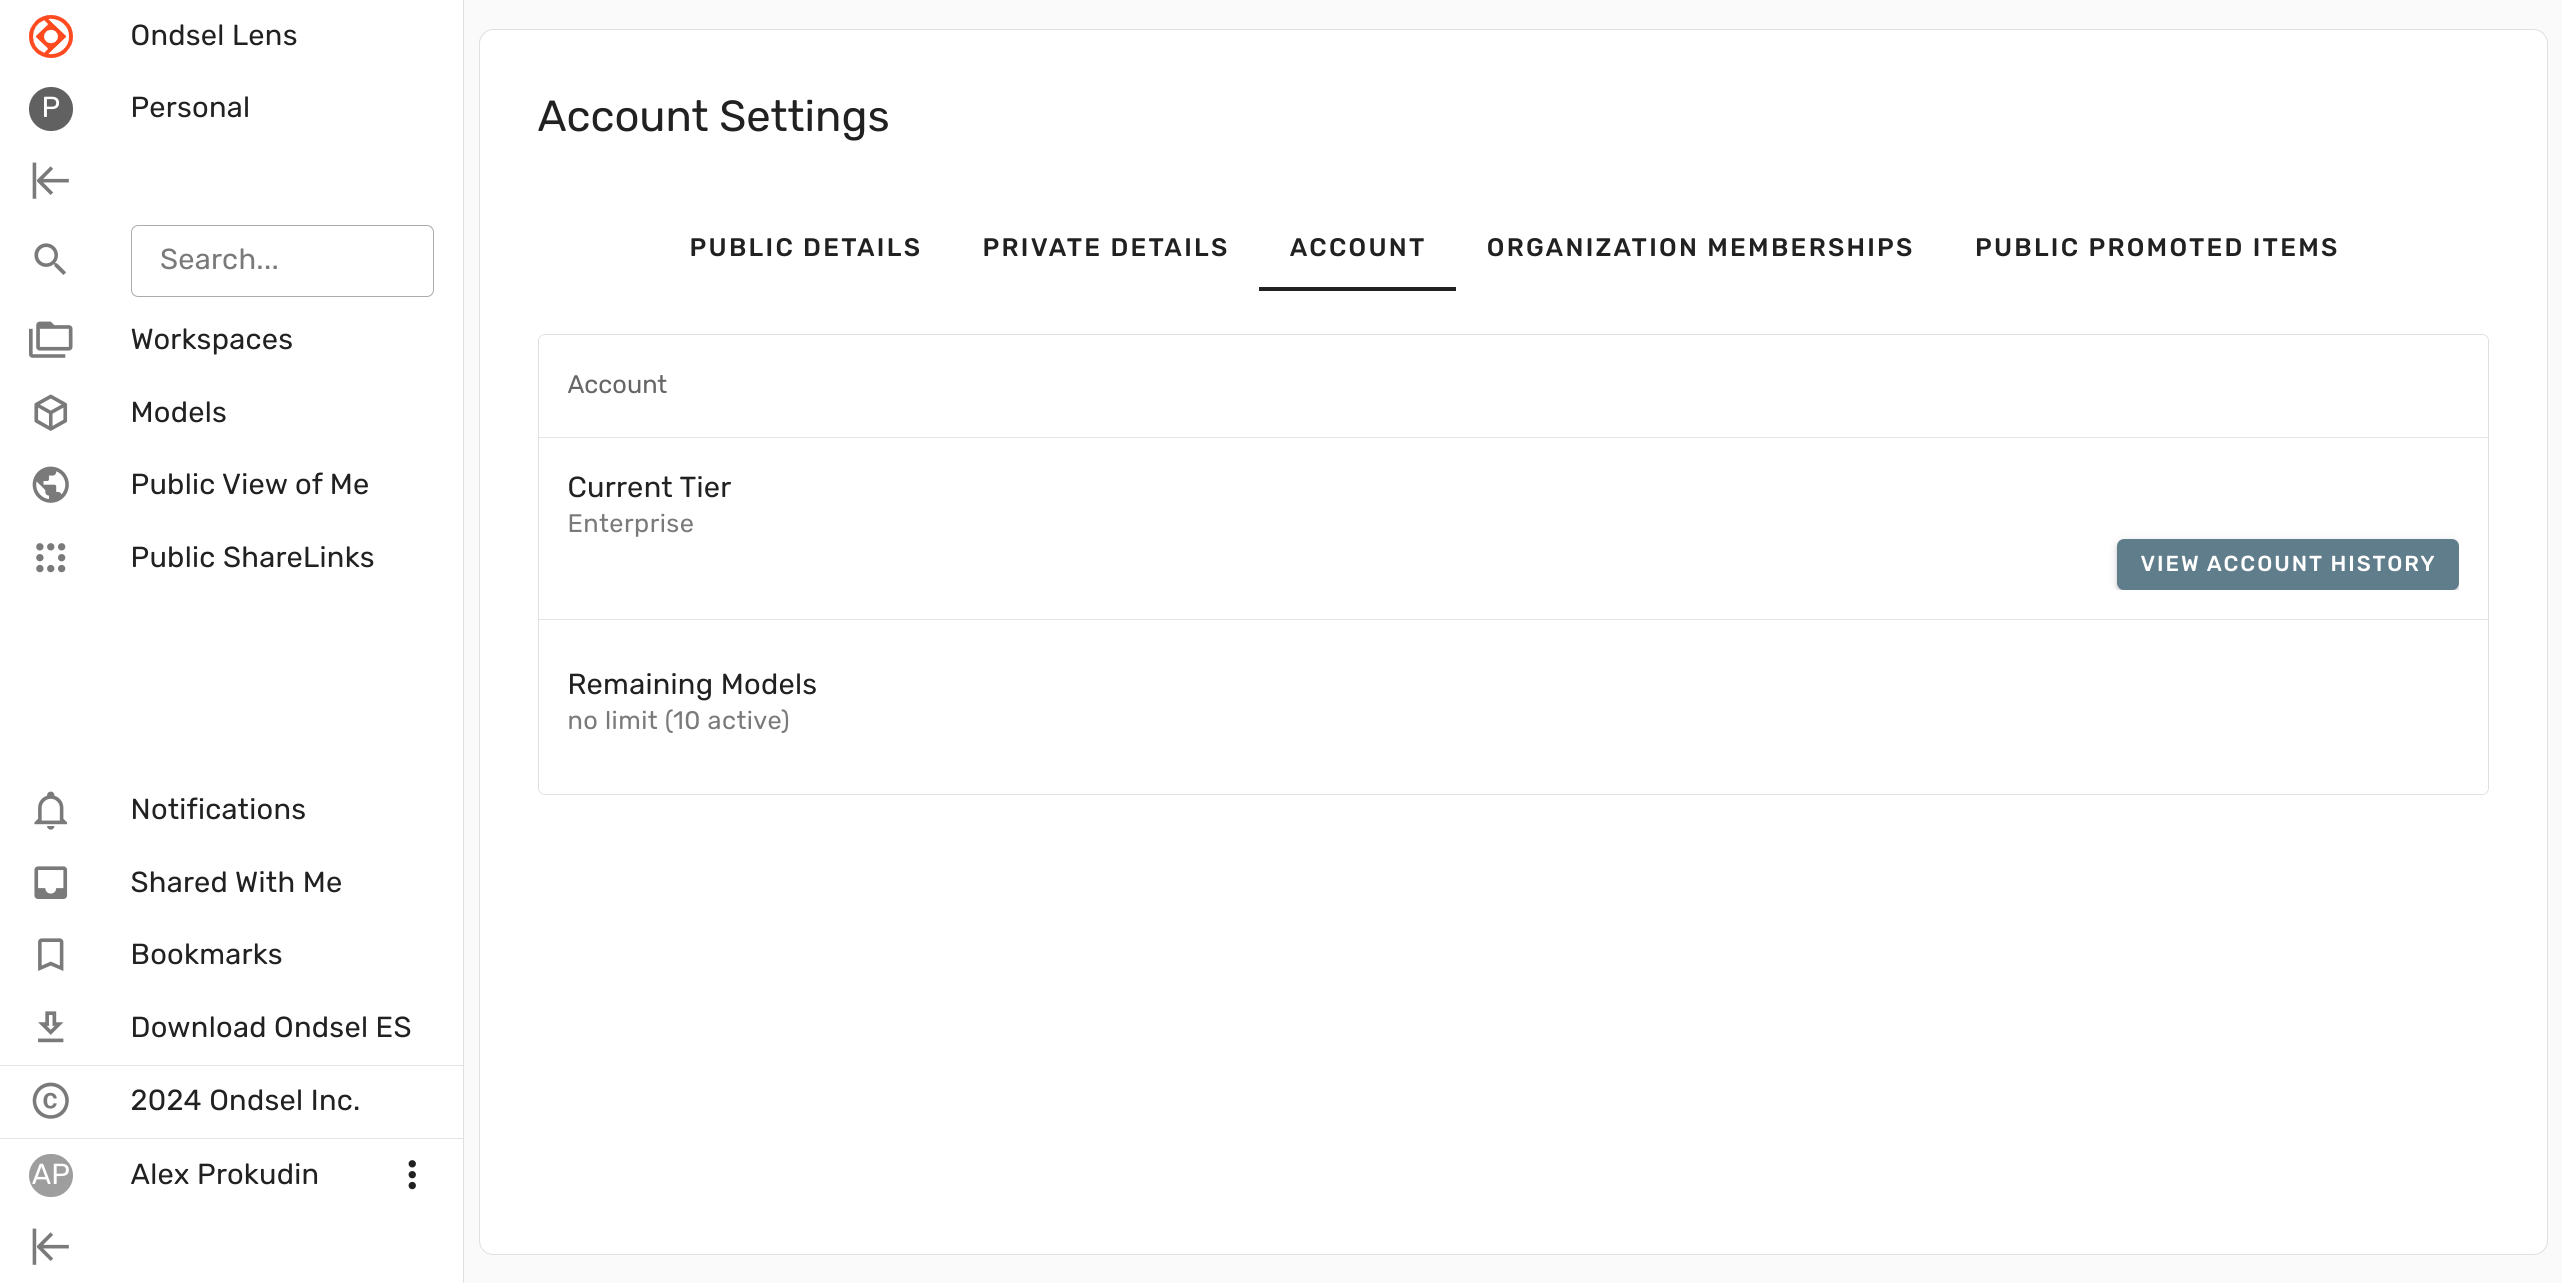 Ondsel Lens
P
Personal
Search...
Workspaces
Models
Public View of Me
Public ShareLinks
Notifications
Shared With Me
Bookmarks
Download Ondsel ES
© 2024 Ondsel Inc.
AP
Alex Prokudin
Account Settings
PUBLIC DETAILS PRIVATE DETAILS ACCOUNT ORGANIZATION MEMBERSHIPS PUBLIC PROMOTED ITEMS
Account
Current Tier
Enterprise
VIEW ACCOUNT HISTORY
Remaining Models
no limit (10 active)